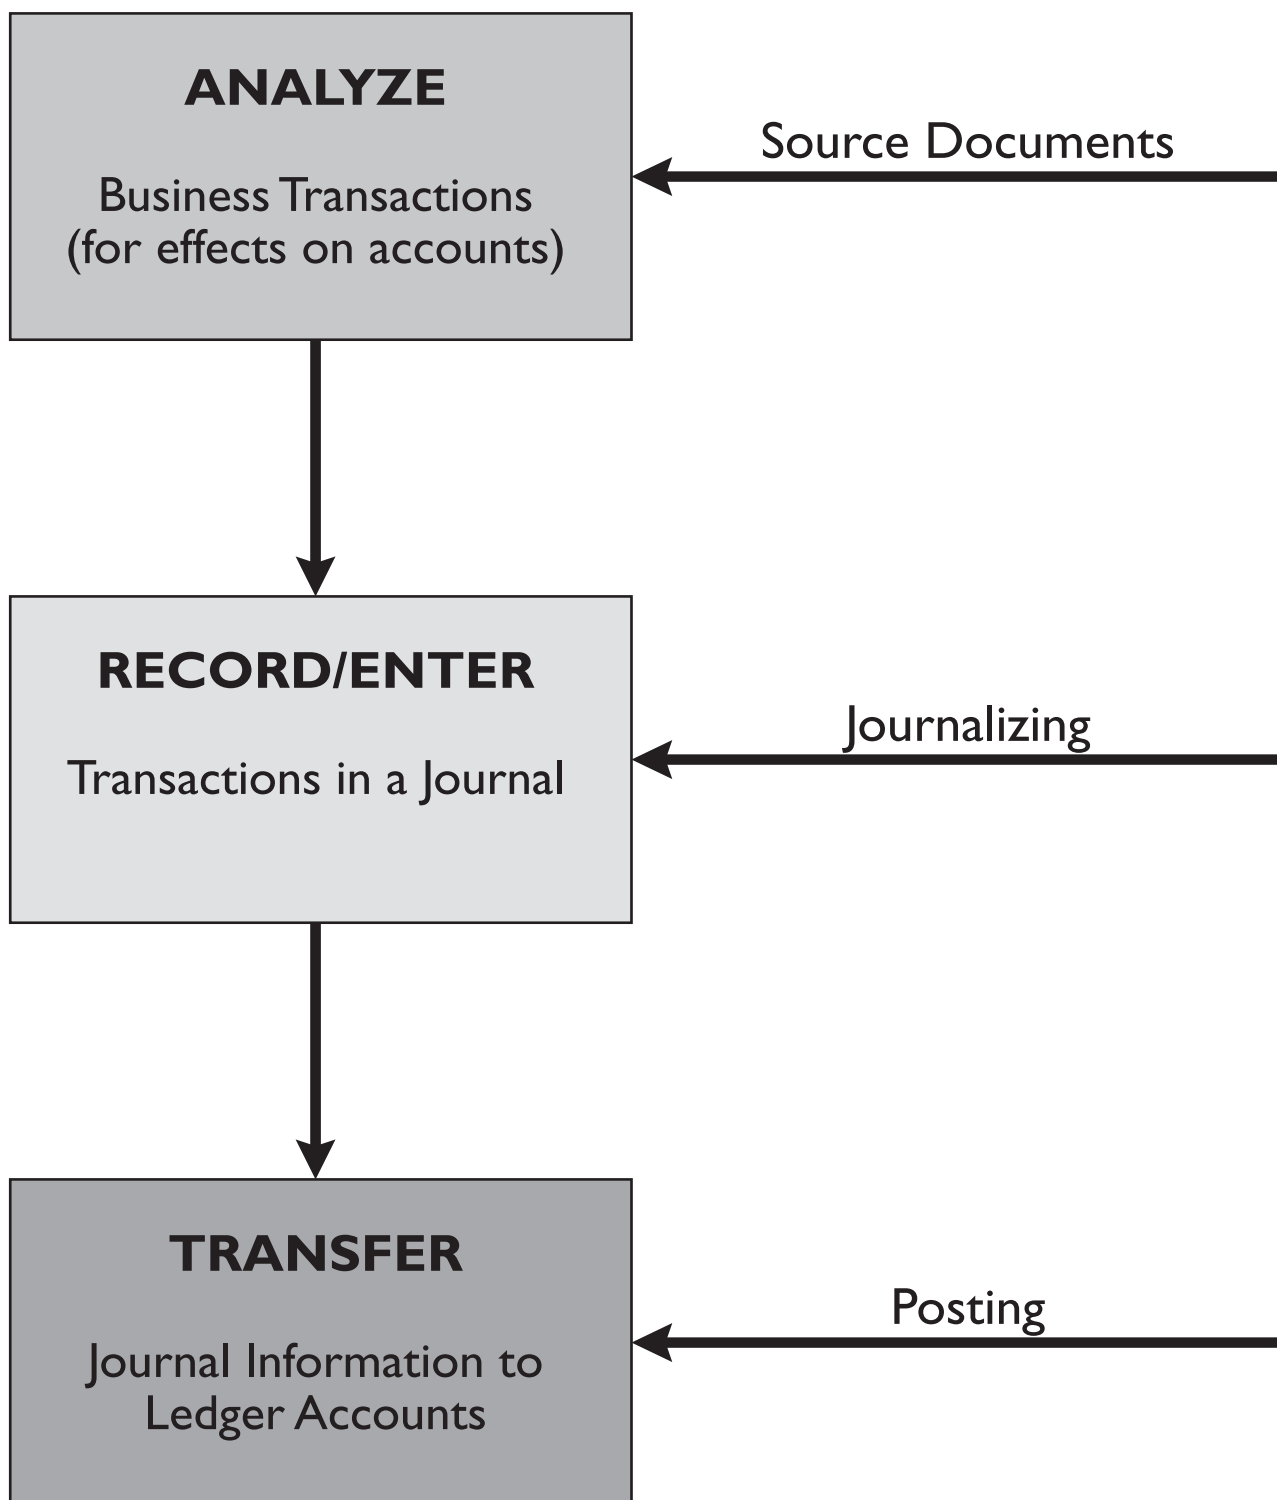 ANALYZE
Source Documents
Business Transactions
(for effects on accounts)
RECORD/ENTER
Journalizing
Transactions in a Journal
TRANSFER
Posting
Journal Information to
Ledger Accounts